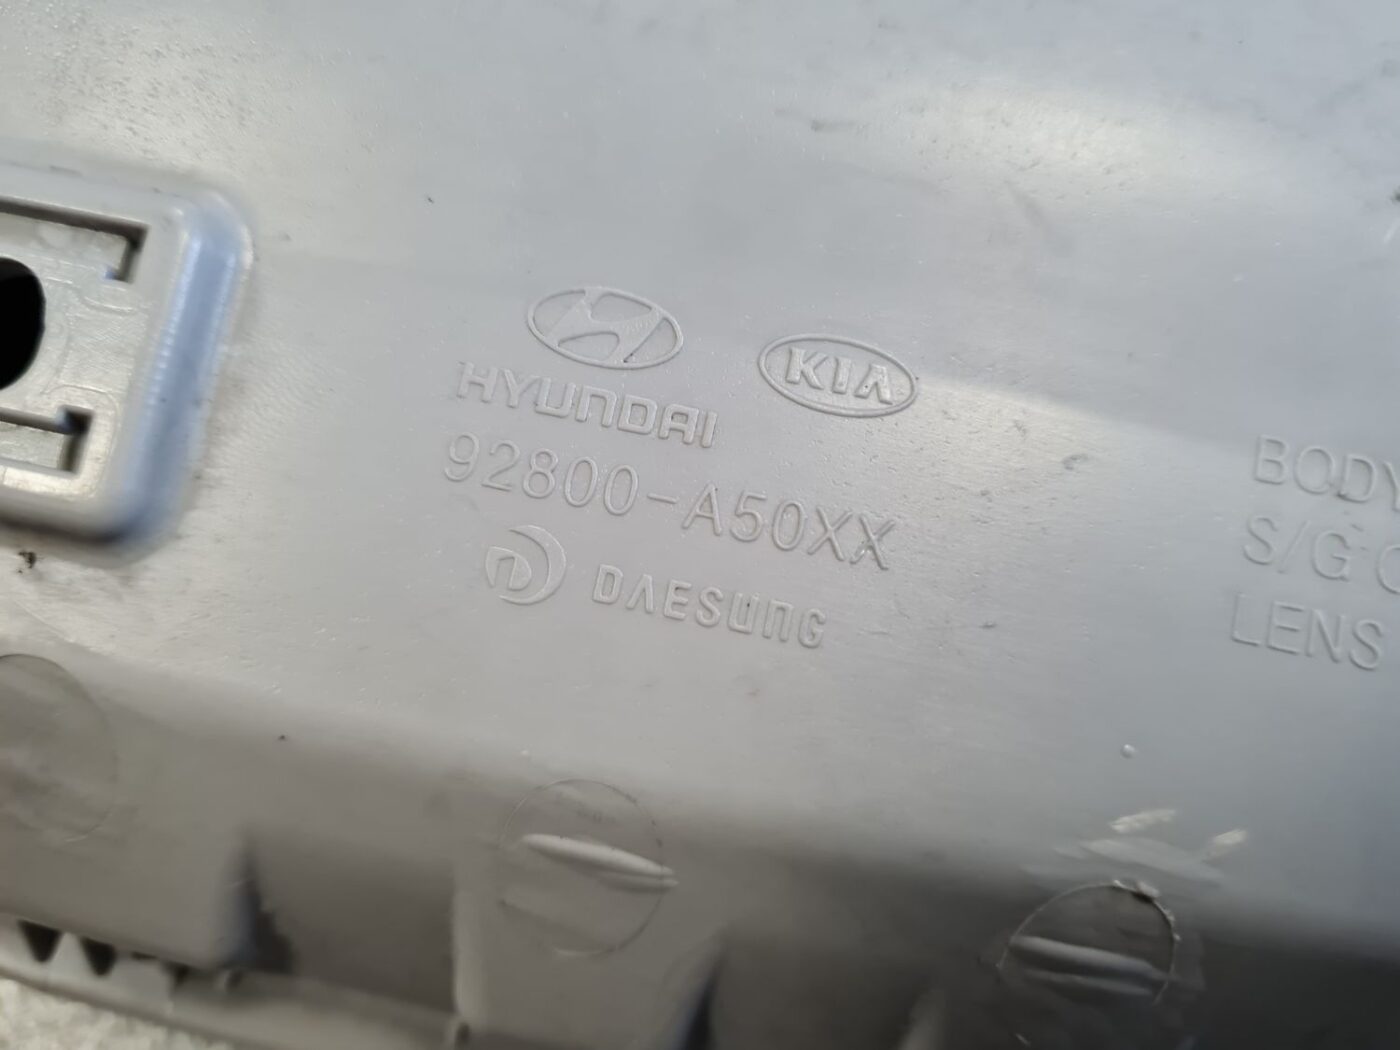 HYUNDAI
KIA
92800-A50XX
DAESUNG
BODY
S/G
LENS